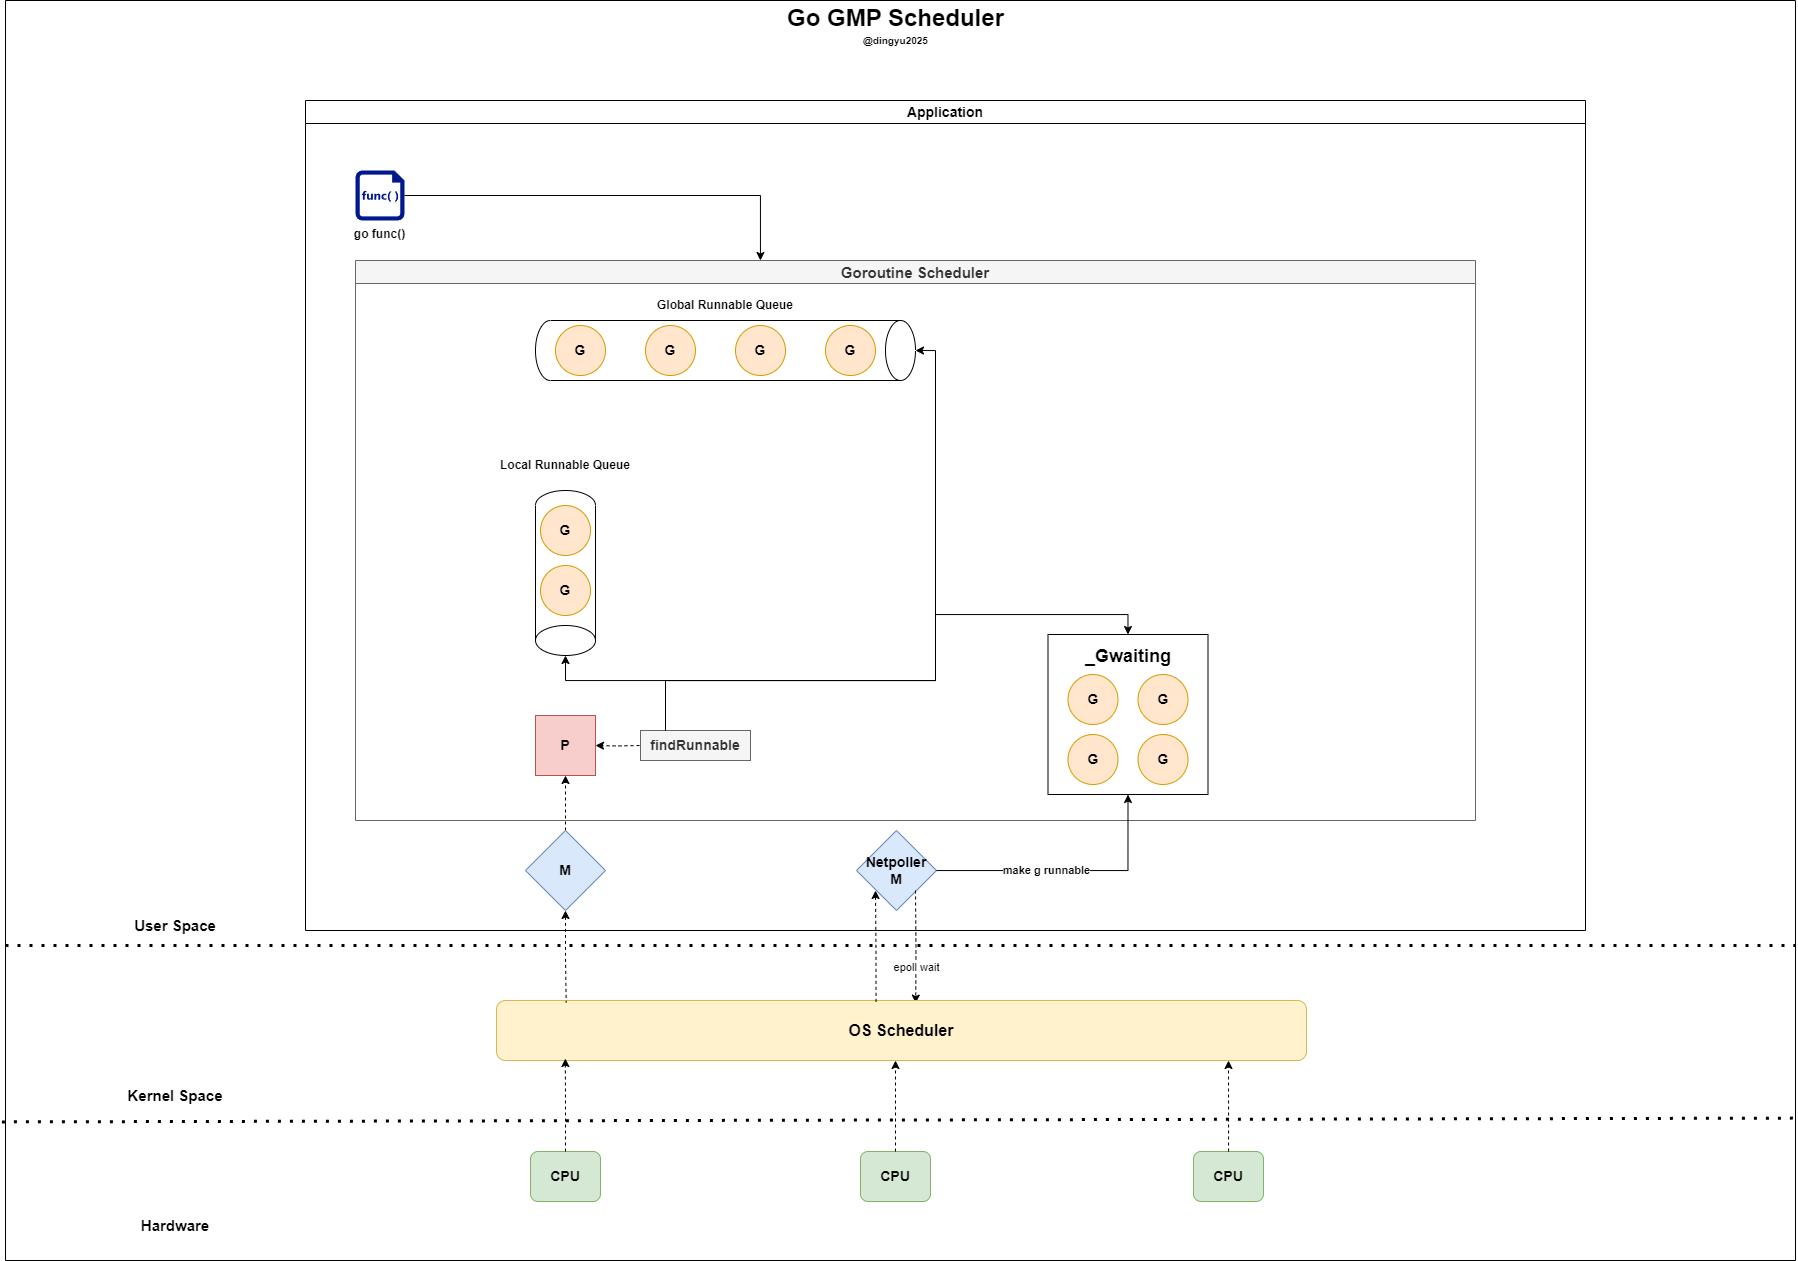 Go GMP Scheduler
@dingyu2025
Application
func( )
go func()
Goroutine Scheduler
Global Runnable Queue
G
G
G
G
Local Runnable Queue
G
G
_Gwaiting
G
G
G
G
P
findRunnable
M
Netpoller
M
make g runnable
User Space
epoll wait
OS Scheduler
Kernel Space
CPU
CPU
CPU
Hardware